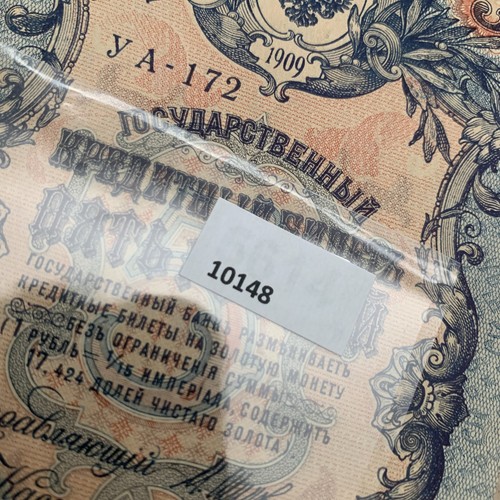 1909
УА-172
ГОСУДАРСТВЕННЫЙ
КРЕДИТНЫЙ БИЛЕТЪ
ПЯТЬ
10148
ГОСУДАРСТВЕННЫЙ БАНКЪ РАЗМѢНИВАЕТЪ
КРЕДИТНЫЕ БИЛЕТЫ НА ЗОЛОТУЮ МОНЕТУ
БЕЗЪ ОГРАНИЧЕНІЯ СУММЫ
(1 РУБЛЬ = 1/15 ИМПЕРІАЛА, СОДЕРЖИТЪ
17,424 ДОЛЕЙ ЧИСТАГО ЗОЛОТА)